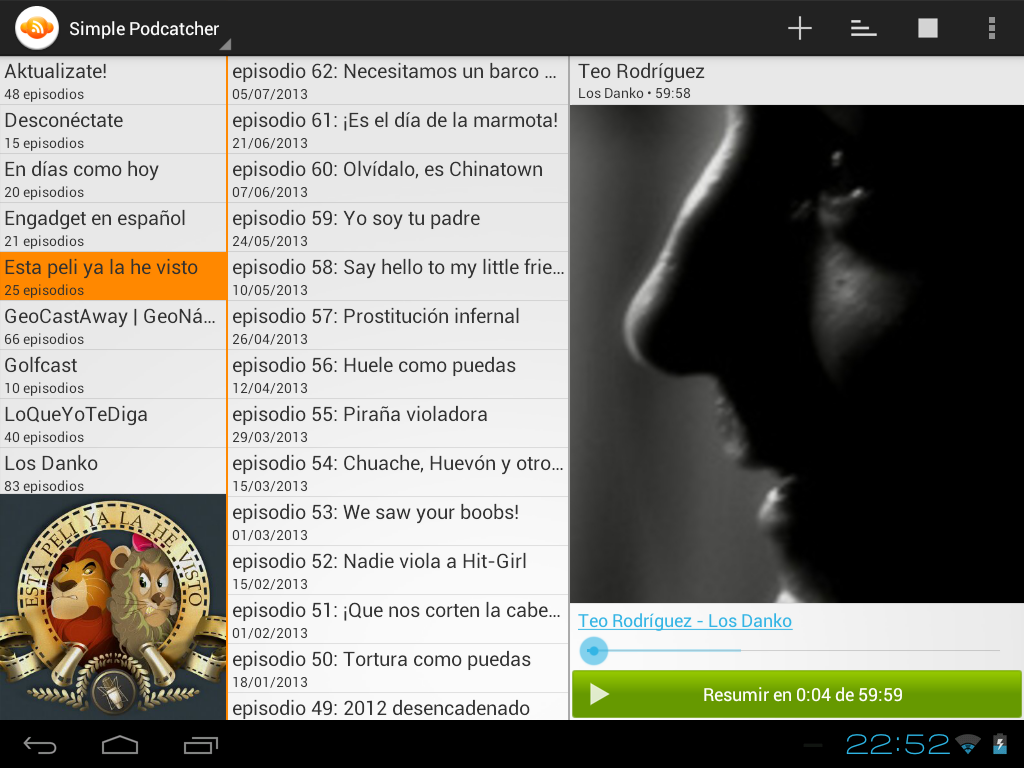 Simple Podcatcher
Aktualizate!
48 episodios
Desconéctate
15 episodios
En días como hoy
20 episodios
Engadget en español
21 episodios
Esta peli ya la he visto
25 episodios
GeoCastAway | GeoNá...
66 episodios
Golfcast
10 episodios
LoQueYoTeDiga
40 episodios
Los Danko
83 episodios
ESTA PELI YA LA HE VISTO
episodio 62: Necesitamos un barco ...
05/07/2013
episodio 61: ¡Es el día de la marmota!
21/06/2013
episodio 60: Olvídalo, es Chinatown
07/06/2013
episodio 59: Yo soy tu padre
24/05/2013
episodio 58: Say hello to my little frie...
10/05/2013
episodio 57: Prostitución infernal
26/04/2013
episodio 56: Huele como puedas
12/04/2013
episodio 55: Piraña violadora
29/03/2013
episodio 54: Chuache, Huevón y otro...
15/03/2013
episodio 53: We saw your boobs!
01/03/2013
episodio 52: Nadie viola a Hit-Girl
15/02/2013
episodio 51: ¡Que nos corten la cabe...
01/02/2013
episodio 50: Tortura como puedas
18/01/2013
episodio 49: 2012 desencadenado
Teo Rodríguez
Los Danko • 59:58
Teo Rodríguez - Los Danko
Resumir en 0:04 de 59:59
22:52